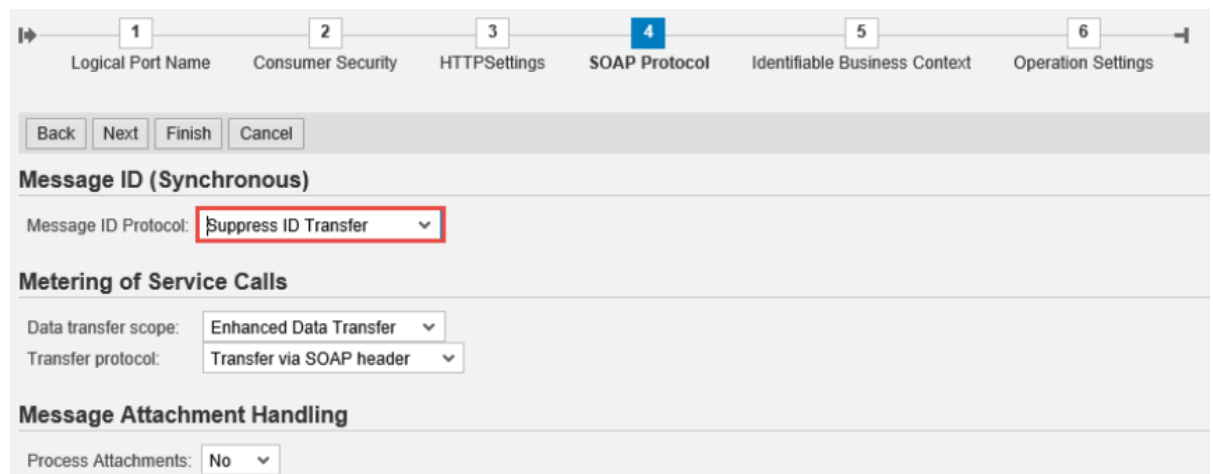 1 2 3 4 5 6
Logical Port Name Consumer Security HTTPSettings SOAP Protocol Identifiable Business Context Operation Settings
Back Next Finish Cancel
Message ID (Synchronous)
Message ID Protocol: Suppress ID Transfer
Metering of Service Calls
Data transfer scope: Enhanced Data Transfer
Transfer protocol: Transfer via SOAP header
Message Attachment Handling
Process Attachments: No